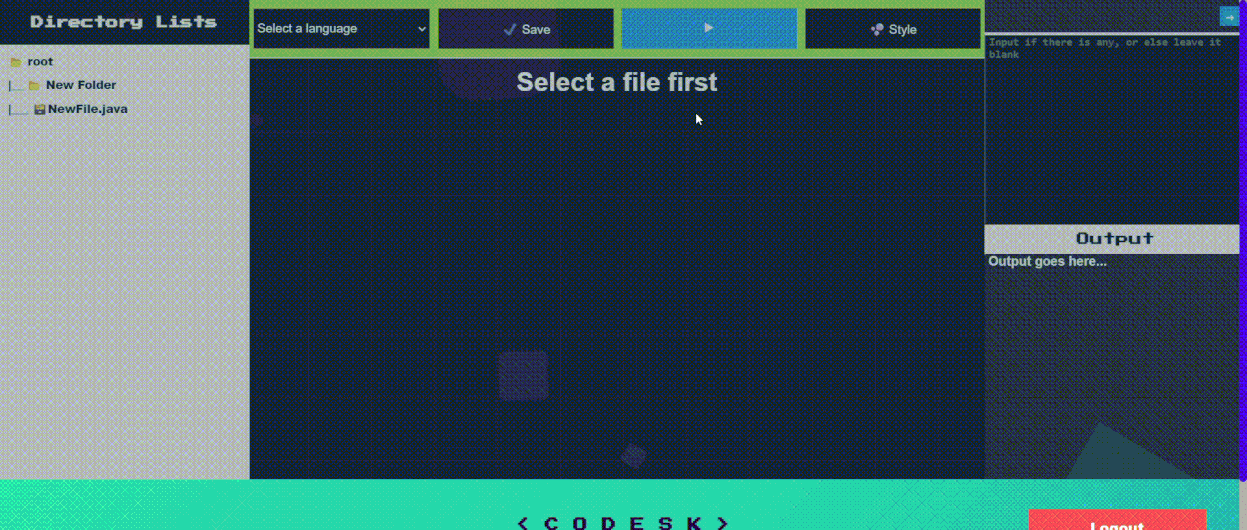 Directory Lists
root
New Folder
NewFile.java
Select a language
Save
Style
Select a file first
Input if there is any, or else leave it
blank
Output
Output goes here...
< C O D E S K >
Logout